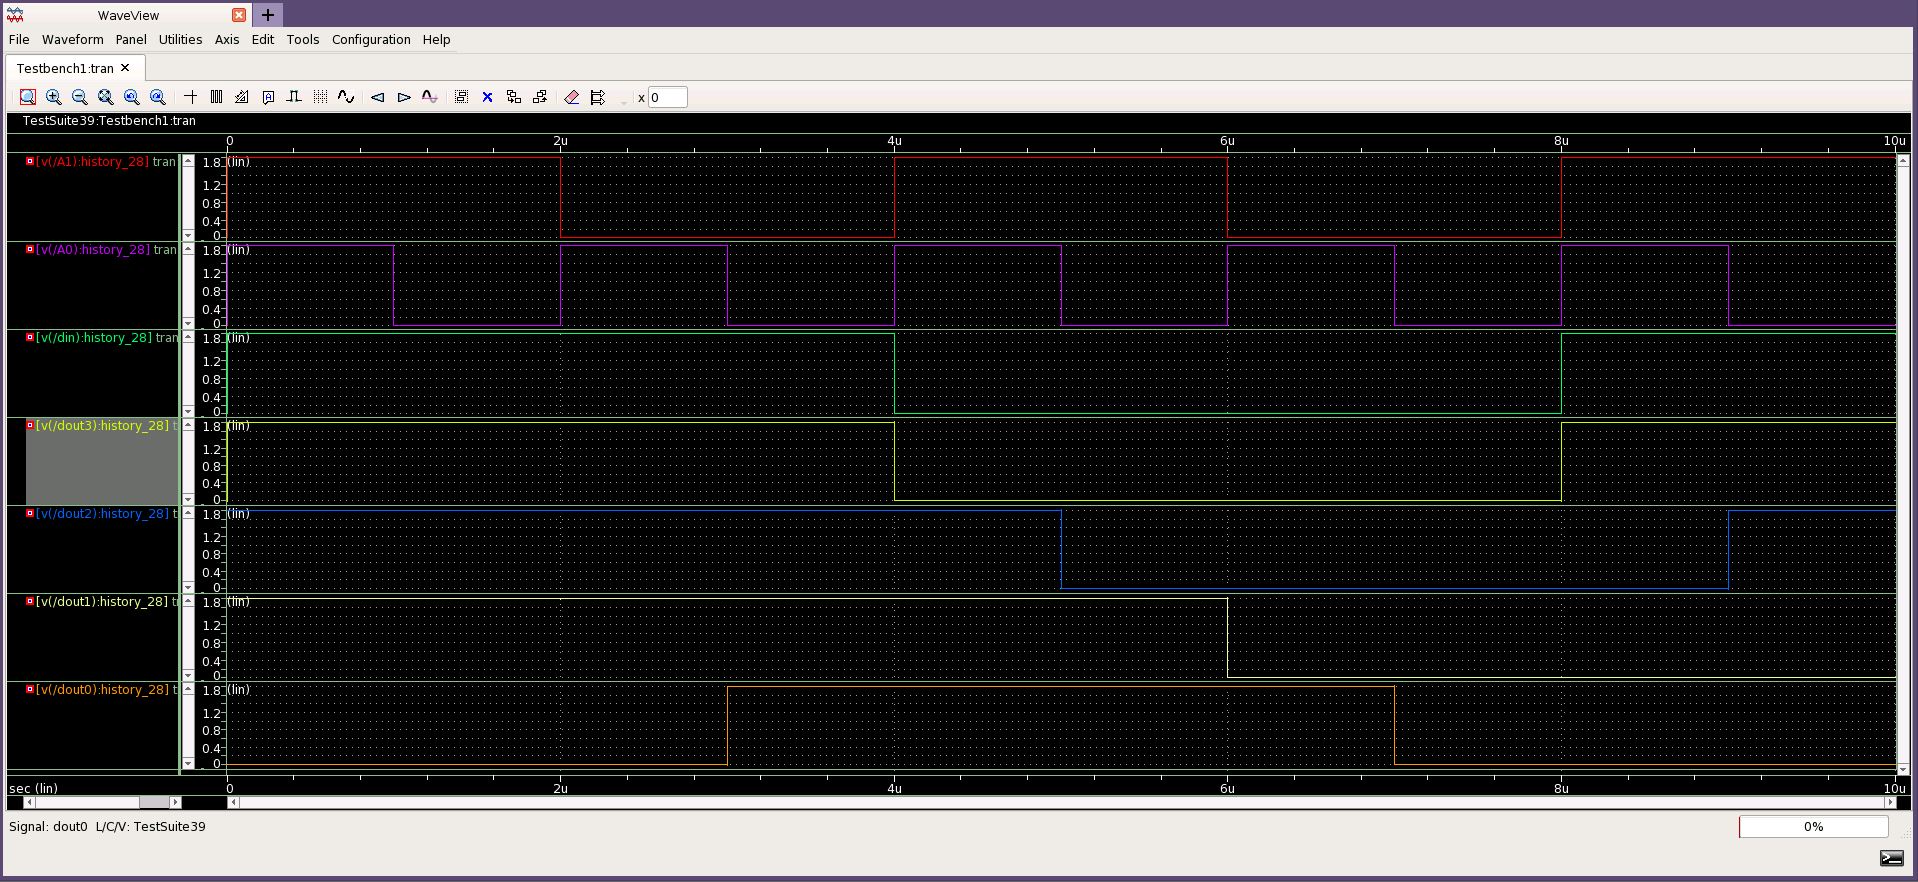 WaveView
+
File Waveform Panel Utilities Axis Edit Tools Configuration Help
Testbench1:tran
x 0
TestSuite39:Testbench1:tran
0 2u 4u 6u 8u 10u
[v(/A1):history_28] tran
1.8 (lin)
1.2
0.8
0.4
0
[v(/A0):history_28] tran
1.8 (lin)
1.2
0.8
0.4
0
[v(/din):history_28] tran
1.8 (lin)
1.2
0.8
0.4
0
[v(/dout3):history_28] t
1.8 (lin)
1.2
0.8
0.4
0
[v(/dout2):history_28] t
1.8 (lin)
1.2
0.8
0.4
0
[v(/dout1):history_28] t
1.8 (lin)
1.2
0.8
0.4
0
[v(/dout0):history_28] t
1.8 (lin)
1.2
0.8
0.4
0
sec (lin) 0 2u 4u 6u 8u 10u
Signal: dout0 L/C/V: TestSuite39
0%